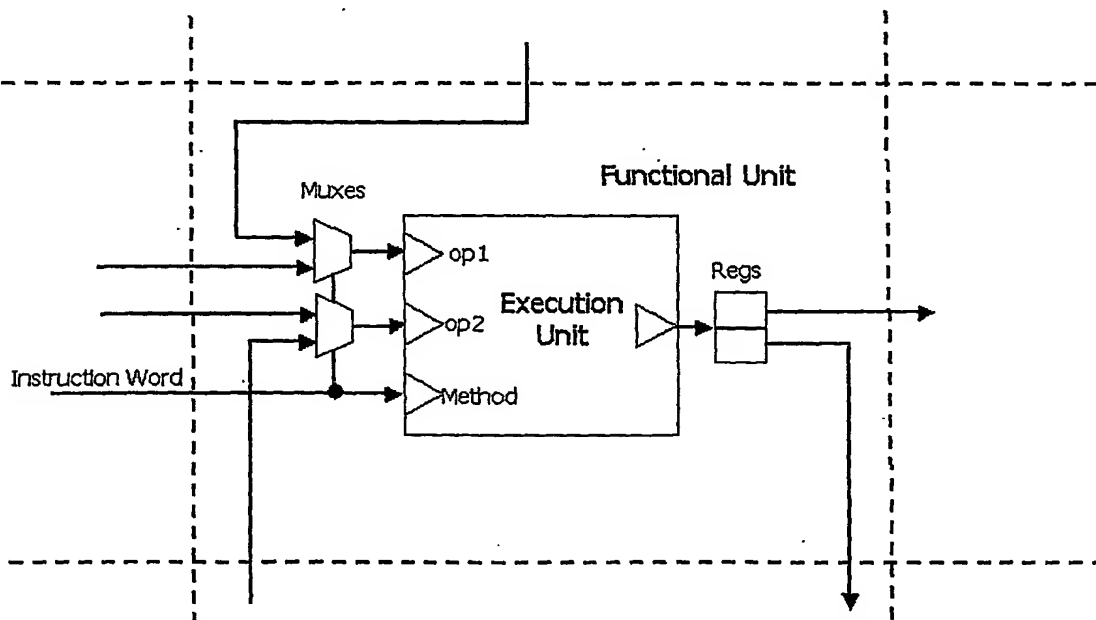 Functional Unit
Muxes
op1
Regs
Execution
Unit
op2
Instruction Word
Method